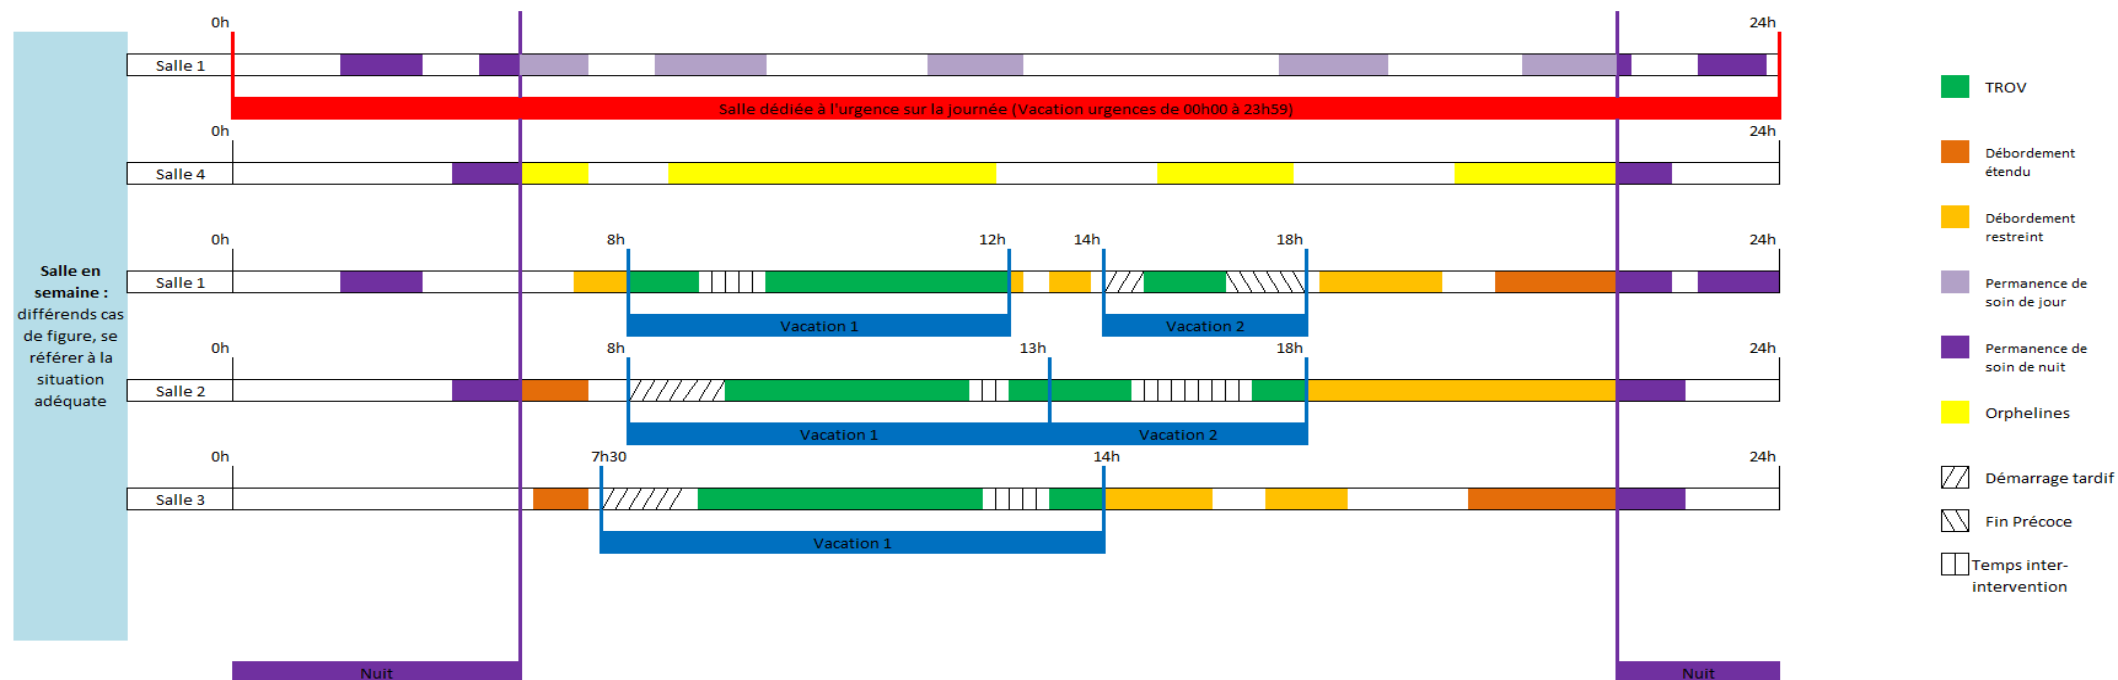 0h 24h
Salle 1
Salle dédiée à l'urgence sur la journée (Vacation urgences de 00h00 à 23h59)
0h 24h
Salle 4
0h 8h 12h 14h 18h 24h
Salle 1
Vacation 1 Vacation 2
0h 8h 13h 18h 24h
Salle 2
Vacation 1 Vacation 2
0h 7h30 14h 24h
Salle 3
Vacation 1
Nuit Nuit
Salle en
semaine :
différends cas
de figure, se
référer à la
situation
adéquate
TROV
Débordement
étendu
Débordement
restreint
Permanence de
soin de jour
Permanence de
soin de nuit
Orphelines
Démarrage tardif
Fin Précoce
Temps inter-
intervention